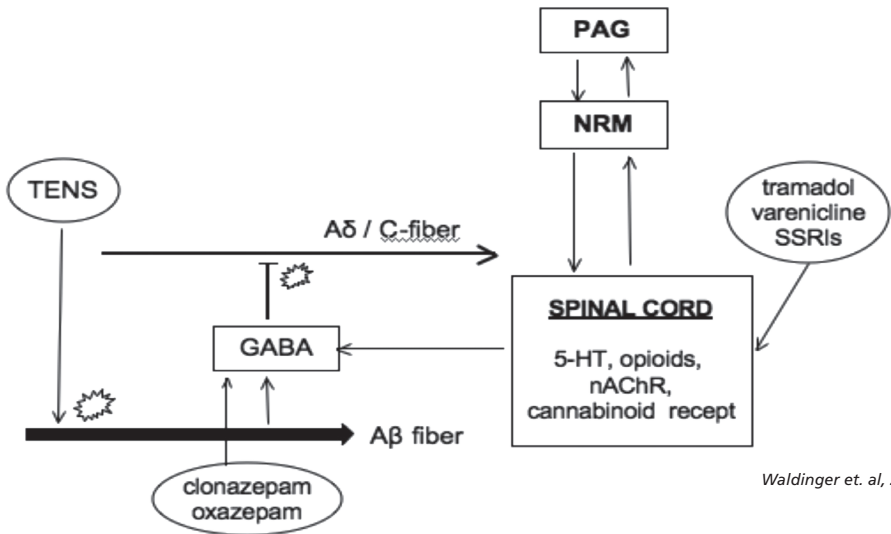 PAG
NRM
TENS
tramadol
varenicline
SSRIs
Aδ / C-fiber
SPINAL CORD
5-HT, opioids,
nAChR,
cannabinoid recept
GABA
Aβ fiber
clonazepam
oxazepam
Waldinger et. al,